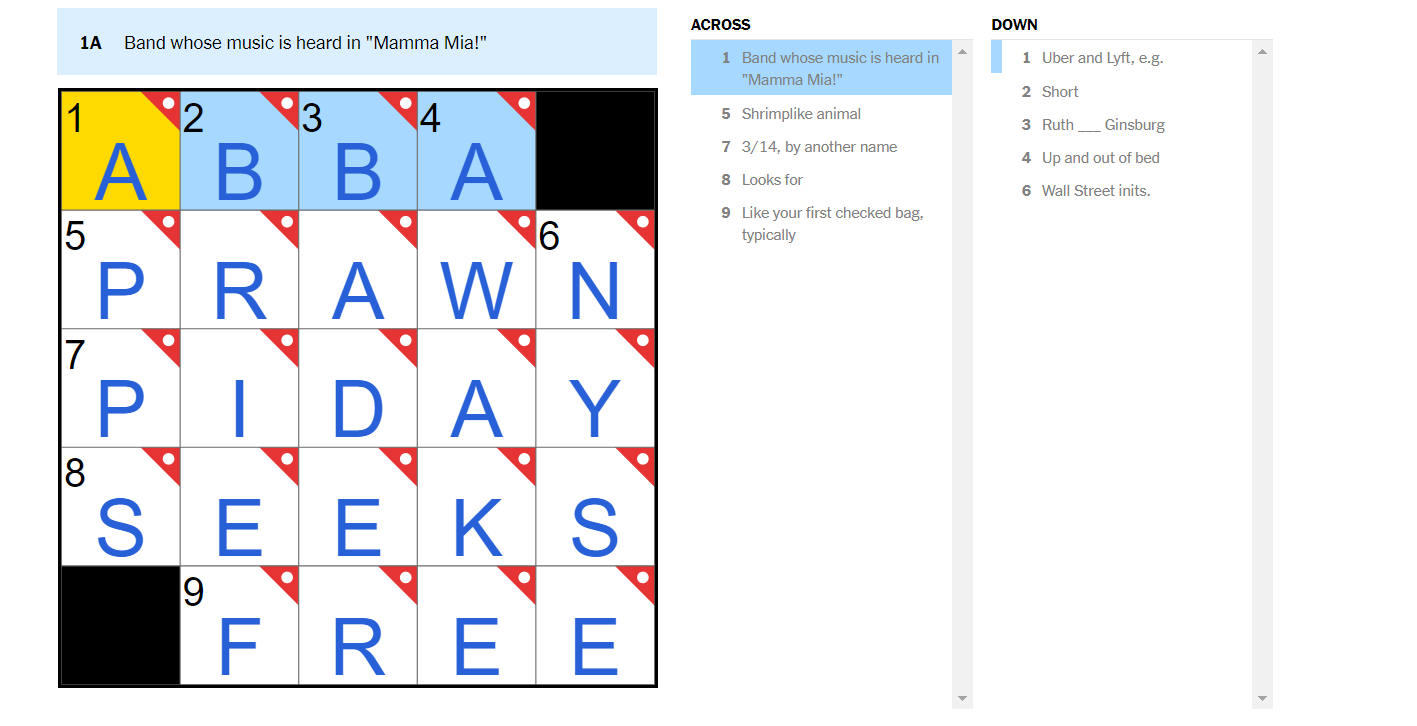 1A Band whose music is heard in "Mamma Mia!"
1 2 3 4
A B B A
5 6
P R A W N
7
P I D A Y
8
S E E K S
9
F R E E
ACROSS
1 Band whose music is heard in
"Mamma Mia!"
5 Shrimplike animal
7 3/14, by another name
8 Looks for
9 Like your first checked bag,
typically
DOWN
1 Uber and Lyft, e.g.
2 Short
3 Ruth ___ Ginsburg
4 Up and out of bed
6 Wall Street inits.